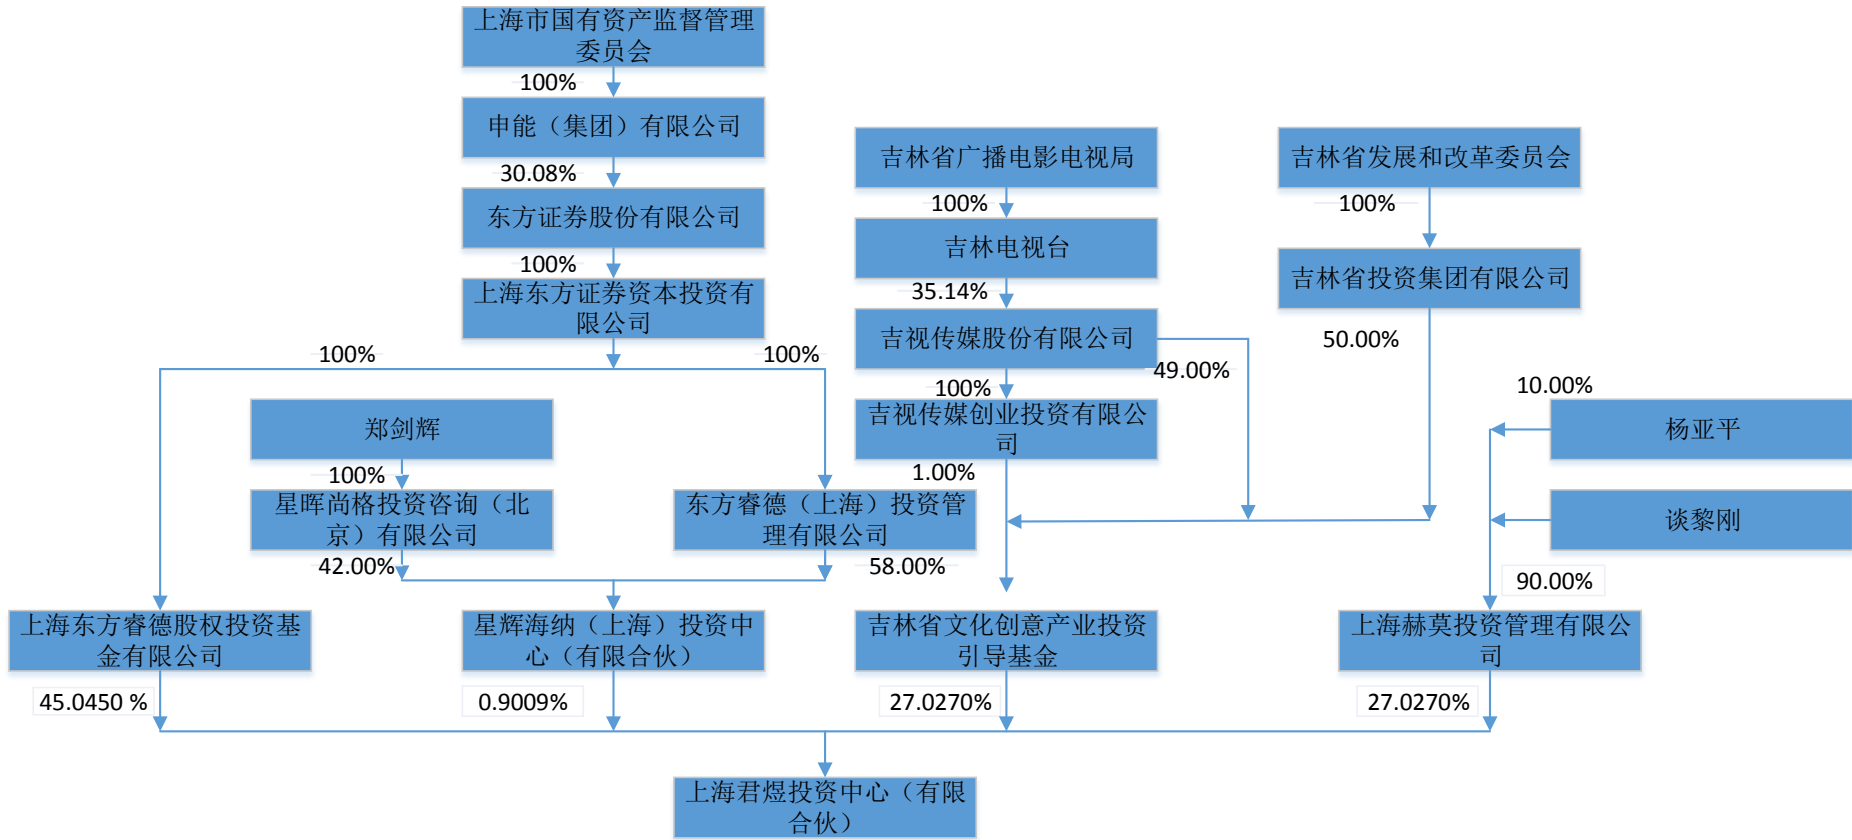 上海市国有资产监督管理
委员会
100%
申能（集团）有限公司
30.08%
东方证券股份有限公司
100%
上海东方证券资本投资有
限公司
100%
100%
吉林省广播电影电视局
100%
吉林电视台
35.14%
吉视传媒股份有限公司
49.00%
100%
吉视传媒创业投资有限公
司
1.00%
吉林省发展和改革委员会
100%
吉林省投资集团有限公司
50.00%
10.00%
杨亚平
谈黎刚
90.00%
郑剑辉
100%
星晖尚格投资咨询（北
京）有限公司
42.00%
东方睿德（上海）投资管
理有限公司
58.00%
上海东方睿德股权投资基
金有限公司
45.0450 %
星辉海纳（上海）投资中
心（有限合伙）
0.9009%
吉林省文化创意产业投资
引导基金
27.0270%
上海赫莫投资管理有限公
司
27.0270%
上海君煜投资中心（有限
合伙）